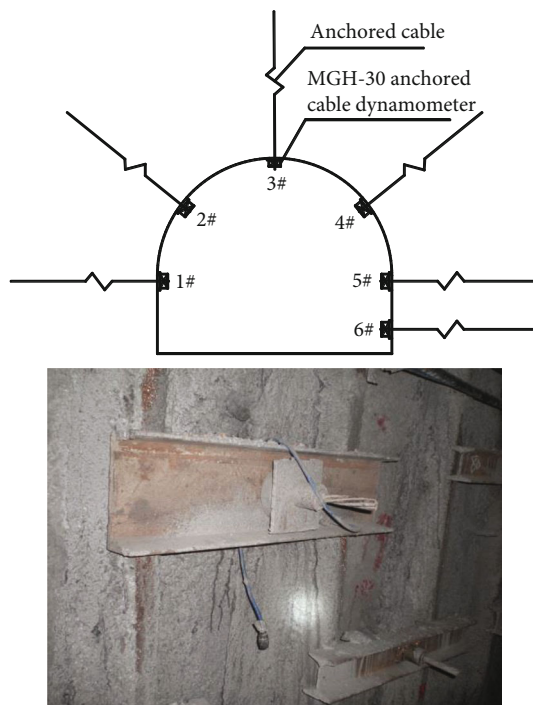 Anchored cable
MGH-30 anchored
cable dynamometer
3#
2#
4#
1#
5#
6#